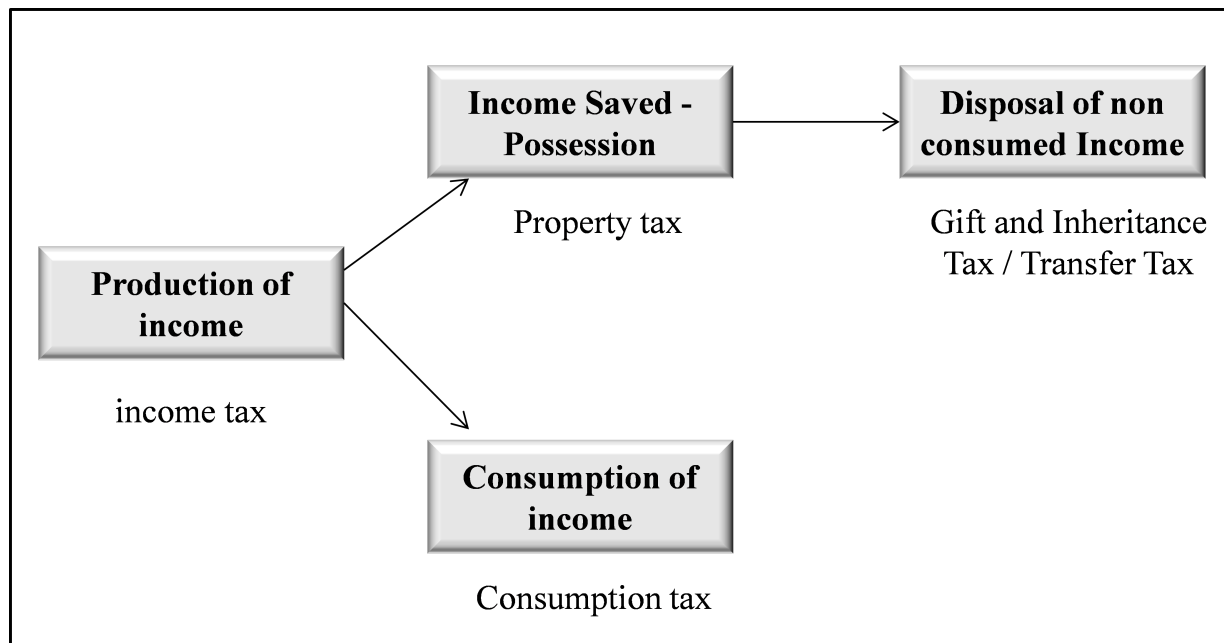 Income Saved -
Possession
Property tax
Disposal of non
consumed Income
Gift and Inheritance
Tax / Transfer Tax
Production of
income
income tax
Consumption of
income
Consumption tax